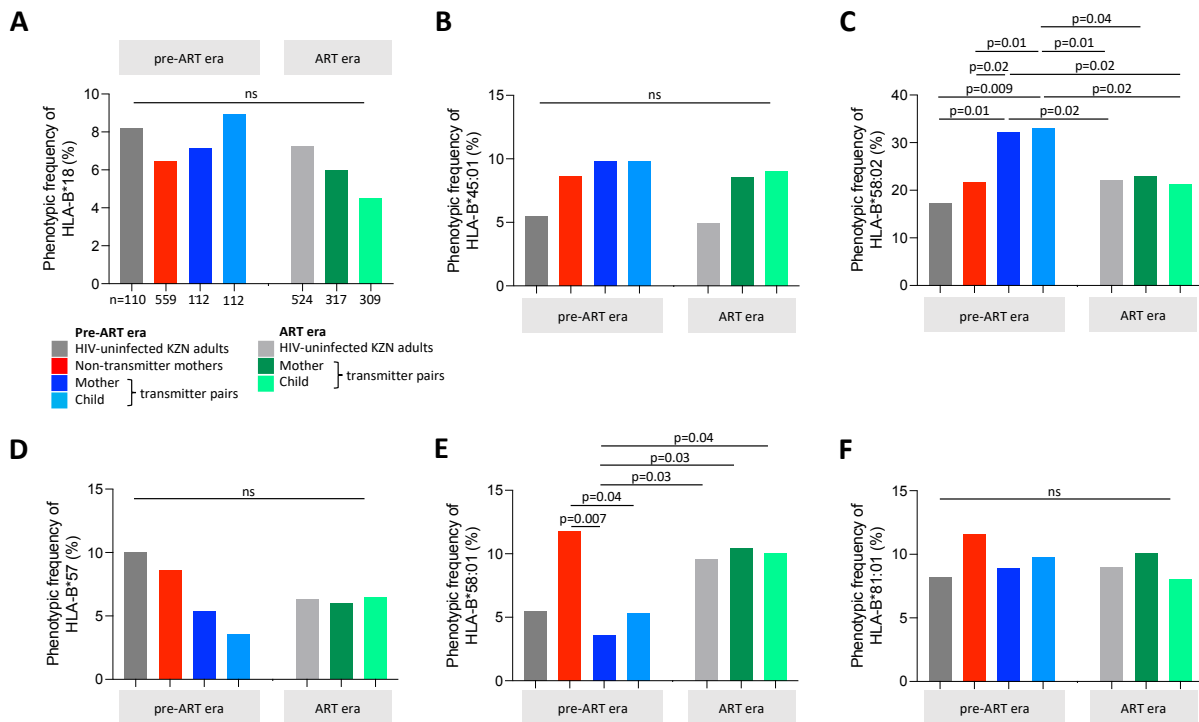 A
pre-ART era
ART era
Phenotypic frequency of
HLA-B*18 (%)
10
8
6
4
2
0
ns
n=110
559
112
112
524
317
309
Pre-ART era
HIV-uninfected KZN adults
Non-transmitter mothers
Mother
Child
transmitter pairs
ART era
HIV-uninfected KZN adults
Mother
Child
transmitter pairs
B
Phenotypic frequency of
HLA-B*45:01 (%)
15
10
5
0
ns
pre-ART era
ART era
C
Phenotypic frequency of
HLA-B*58:02 (%)
40
30
20
10
0
p=0.04
p=0.01
p=0.01
p=0.02
p=0.02
p=0.009
p=0.02
p=0.01
p=0.02
pre-ART era
ART era
D
Phenotypic frequency of
HLA-B*57 (%)
15
10
5
0
ns
pre-ART era
ART era
E
Phenotypic frequency of
HLA-B*58:01 (%)
15
10
5
0
p=0.04
p=0.03
p=0.03
p=0.04
p=0.007
pre-ART era
ART era
F
Phenotypic frequency of
HLA-B*81:01 (%)
15
10
5
0
ns
pre-ART era
ART era